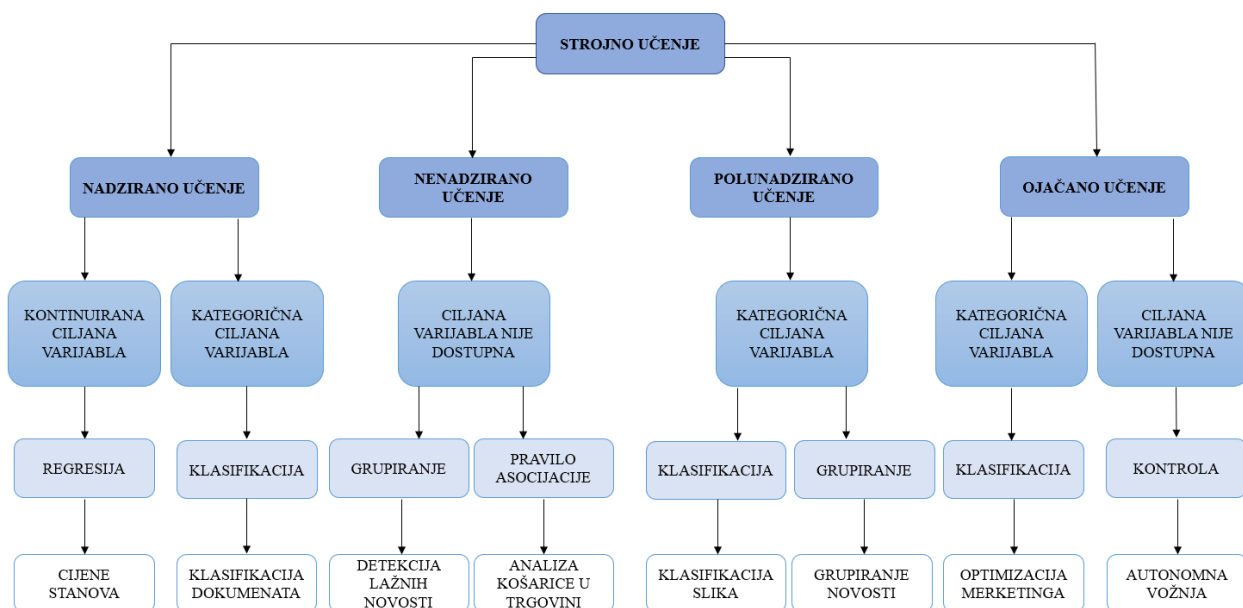 STROJNO UČENJE
NADZIRANO UČENJE
NENADZIRANO
UČENJE
POLUNADZIRANO
UČENJE
OJAČANO UČENJE
KONTINUIRANA
CILJANA
VARIJABLA
KATEGORIČNA
CILJANA
VARIJABLA
CILJANA
VARIJABLA NIJE
DOSTUPNA
KATEGORIČNA
CILJANA
VARIJABLA
KATEGORIČNA
CILJANA
VARIJABLA
CILJANA
VARIJABLA NIJE
DOSTUPNA
REGRESIJA
KLASIFIKACIJA
GRUPIRANJE
PRAVILO
ASOCIJACIJE
KLASIFIKACIJA
GRUPIRANJE
KLASIFIKACIJA
KONTROLA
CIJENE
STANOVA
KLASIFIKACIJA
DOKUMENATA
DETEKCIJA
LAŽNIH
NOVOSTI
ANALIZA
KOŠARICE U
TRGOVINI
KLASIFIKACIJA
SLIKA
GRUPIRANJE
NOVOSTI
OPTIMIZACIJA
MERKETINGA
AUTONOMNA
VOŽNJA